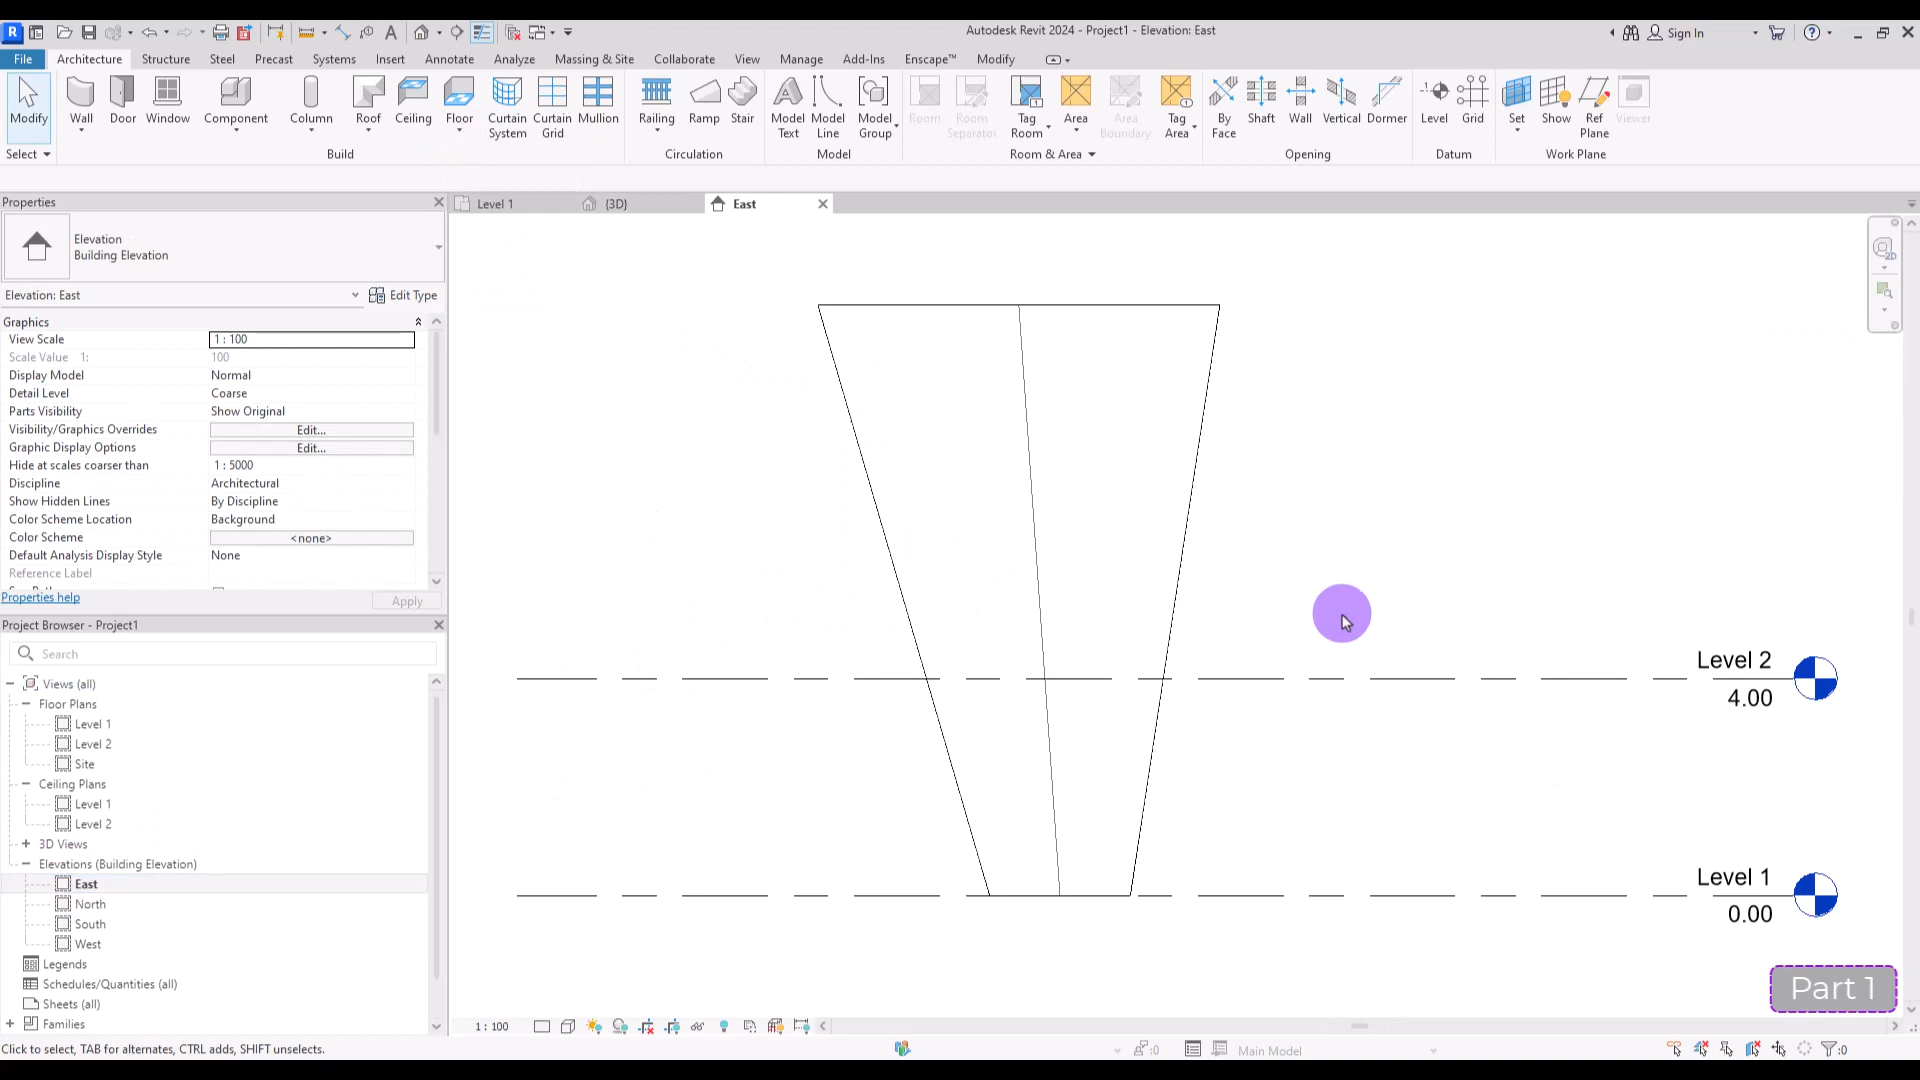 Autodesk Revit 2024 - Project1 - Elevation: East
Sign In
File
Architecture
Structure
Steel
Precast
Systems
Insert
Annotate
Analyze
Massing & Site
Collaborate
View
Manage
Add-Ins
Enscape™
Modify
Modify
Wall
Door
Window
Component
Column
Roof
Ceiling
Floor
Curtain System
Curtain Grid
Mullion
Railing
Ramp
Stair
Model Text
Model Line
Model Group
Room
Room Separator
Tag Room
Area
Area Boundary
Tag Area
By Face
Shaft
Wall
Vertical
Dormer
Level
Grid
Set
Show
Ref Plane
Viewer
Select
Build
Circulation
Model
Room & Area
Opening
Datum
Work Plane
Properties
Level 1
{3D}
East
Elevation
Building Elevation
Elevation: East
Edit Type
Graphics
View Scale 1 : 100
Scale Value 1: 100
Display Model Normal
Detail Level Coarse
Parts Visibility Show Original
Visibility/Graphics Overrides Edit...
Graphic Display Options Edit...
Hide at scales coarser than 1 : 5000
Discipline Architectural
Show Hidden Lines By Discipline
Color Scheme Location Background
Color Scheme <none>
Default Analysis Display Style None
Reference Label
Properties help
Apply
Project Browser - Project1
Search
Views (all)
Floor Plans
Level 1
Level 2
Site
Ceiling Plans
Level 1
Level 2
3D Views
Elevations (Building Elevation)
East
North
South
West
Legends
Schedules/Quantities (all)
Sheets (all)
Families
Level 2
4.00
Level 1
0.00
Part 1
1 : 100
Click to select, TAB for alternates, CTRL adds, SHIFT unselects.
:0
Main Model
:0